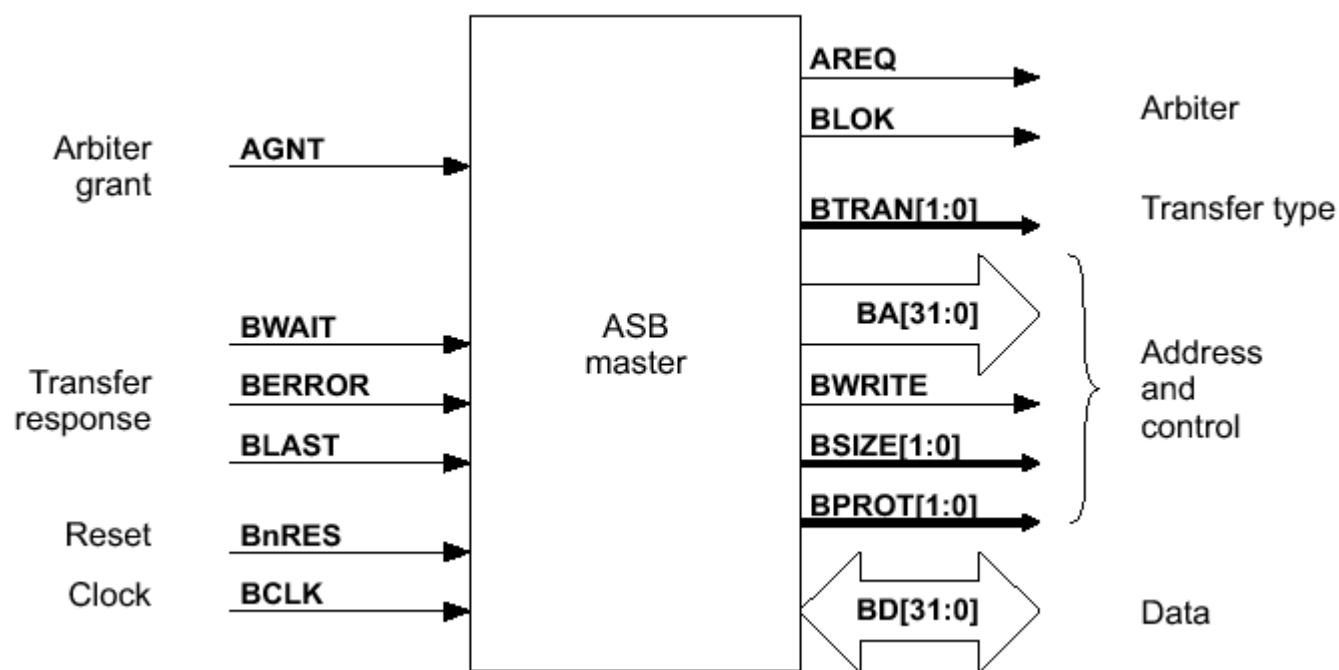 Arbiter
grant
AGNT
BWAIT
Transfer
response
BERROR
BLAST
Reset
BnRES
Clock
BCLK
ASB
master
AREQ
BLOK
Arbiter
BTRAN[1:0]
Transfer type
BA[31:0]
BWRITE
BSIZE[1:0]
BPROT[1:0]
Address
and
control
BD[31:0]
Data